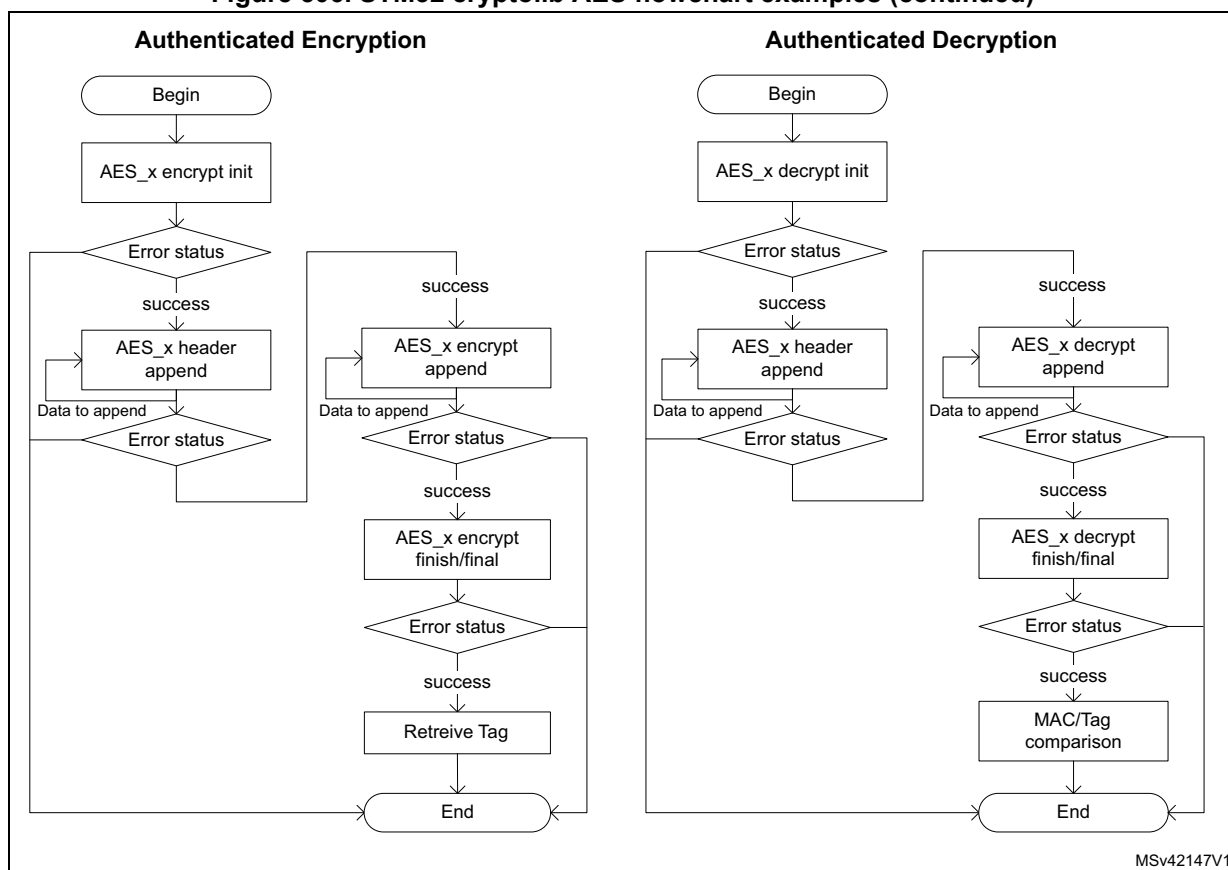 Authenticated Encryption
Begin
AES_x encrypt init
Error status
success
AES_x header
append
Data to append
Error status
success
AES_x encrypt
append
Data to append
Error status
success
AES_x encrypt
finish/final
Error status
success
Retreive Tag
End
Authenticated Decryption
Begin
AES_x decrypt init
Error status
success
AES_x header
append
Data to append
Error status
success
AES_x decrypt
append
Data to append
Error status
success
AES_x decrypt
finish/final
Error status
success
MAC/Tag
comparison
End
MSv42147V1